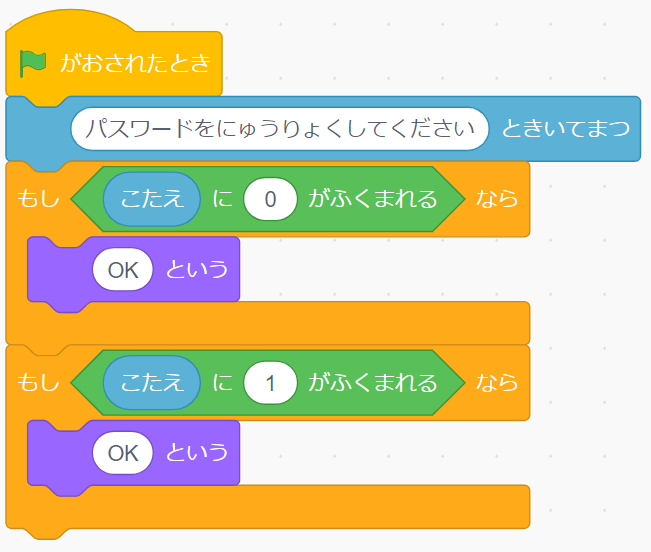 がおされたとき
パスワードをにゅうりょくしてください ときいてまつ
もし こたえ に 0 がふくまれる なら
OK という
もし こたえ に 1 がふくまれる なら
OK という